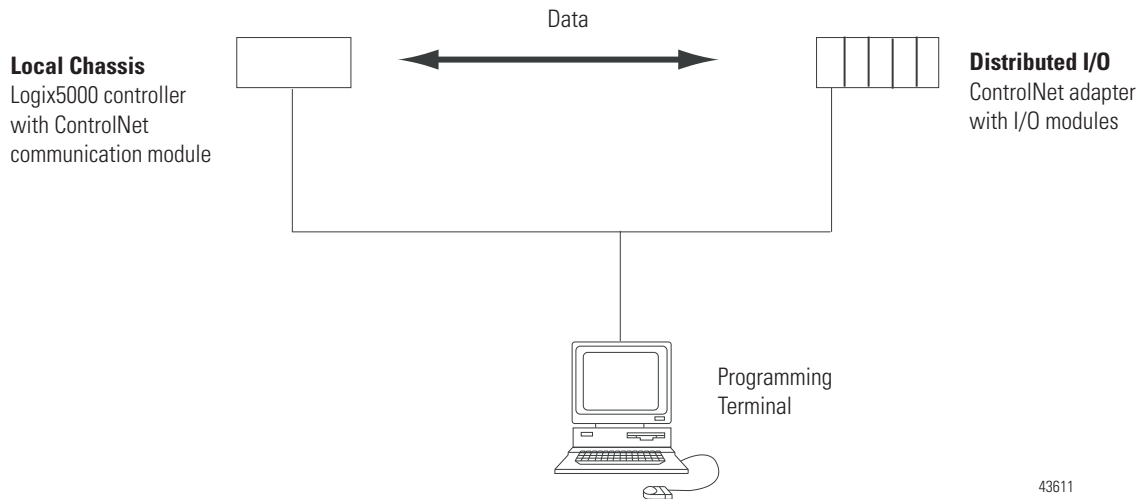 Data
Local Chassis
Logix5000 controller
with ControlNet
communication module
Distributed I/O
ControlNet adapter
with I/O modules
Programming
Terminal
43611